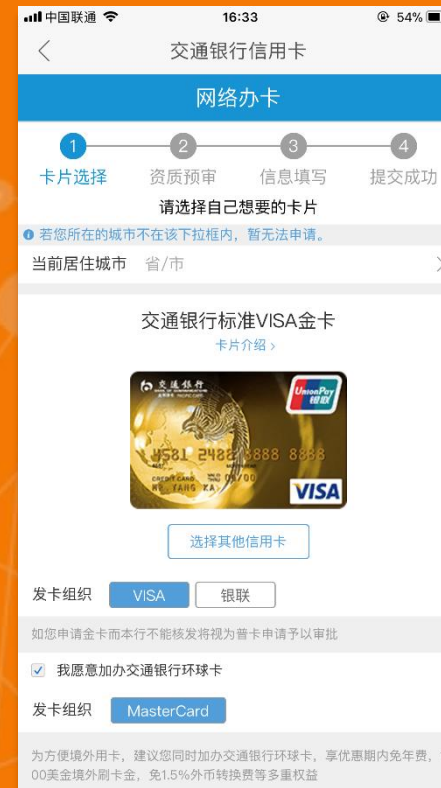 中国联通 16:33 54%
交通银行信用卡
网络办卡
1 2 3 4
卡片选择 资质预审 信息填写 提交成功
请选择自己想要的卡片
若您所在的城市不在该下拉框内，暂无法申请。
当前居住城市 省/市
交通银行标准VISA金卡
卡片介绍 >
交通银行
UnionPay
银联
4581 2488 8888 8888
CREDIT CARD
VISA
选择其他信用卡
发卡组织 VISA 银联
如您申请金卡而本行不能核发将视为普卡申请予以审批
我愿意加办交通银行环球卡
发卡组织 MasterCard
为方便境外用卡，建议您同时加办交通银行环球卡，享优惠期内免年费，
00美金境外刷卡金，免1.5%外币转换费等多重权益